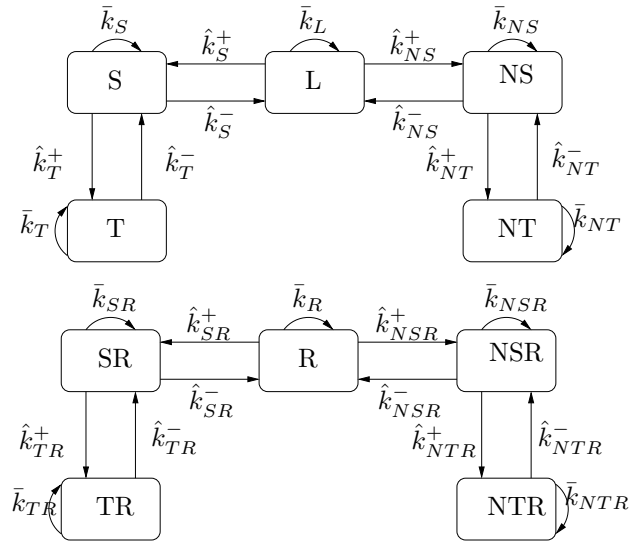 k̄_S k̂_S^+ k̄_L k̂_NS^+ k̄_NS
S L NS
k̂_S^- k̂_NS^-
k̂_T^+ k̂_T^- k̂_NT^+ k̂_NT^-
k̄_T T NT k̄_NT
k̄_SR k̂_SR^+ k̄_R k̂_NSR^+ k̄_NSR
SR R NSR
k̂_SR^- k̂_NSR^-
k̂_TR^+ k̂_TR^- k̂_NTR^+ k̂_NTR^-
k̄_TR TR NTR k̄_NTR